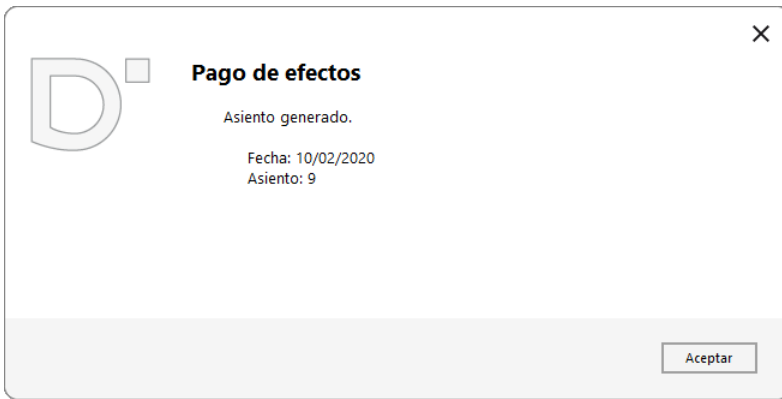 Pago de efectos
Asiento generado.
Fecha: 10/02/2020
Asiento: 9
Aceptar